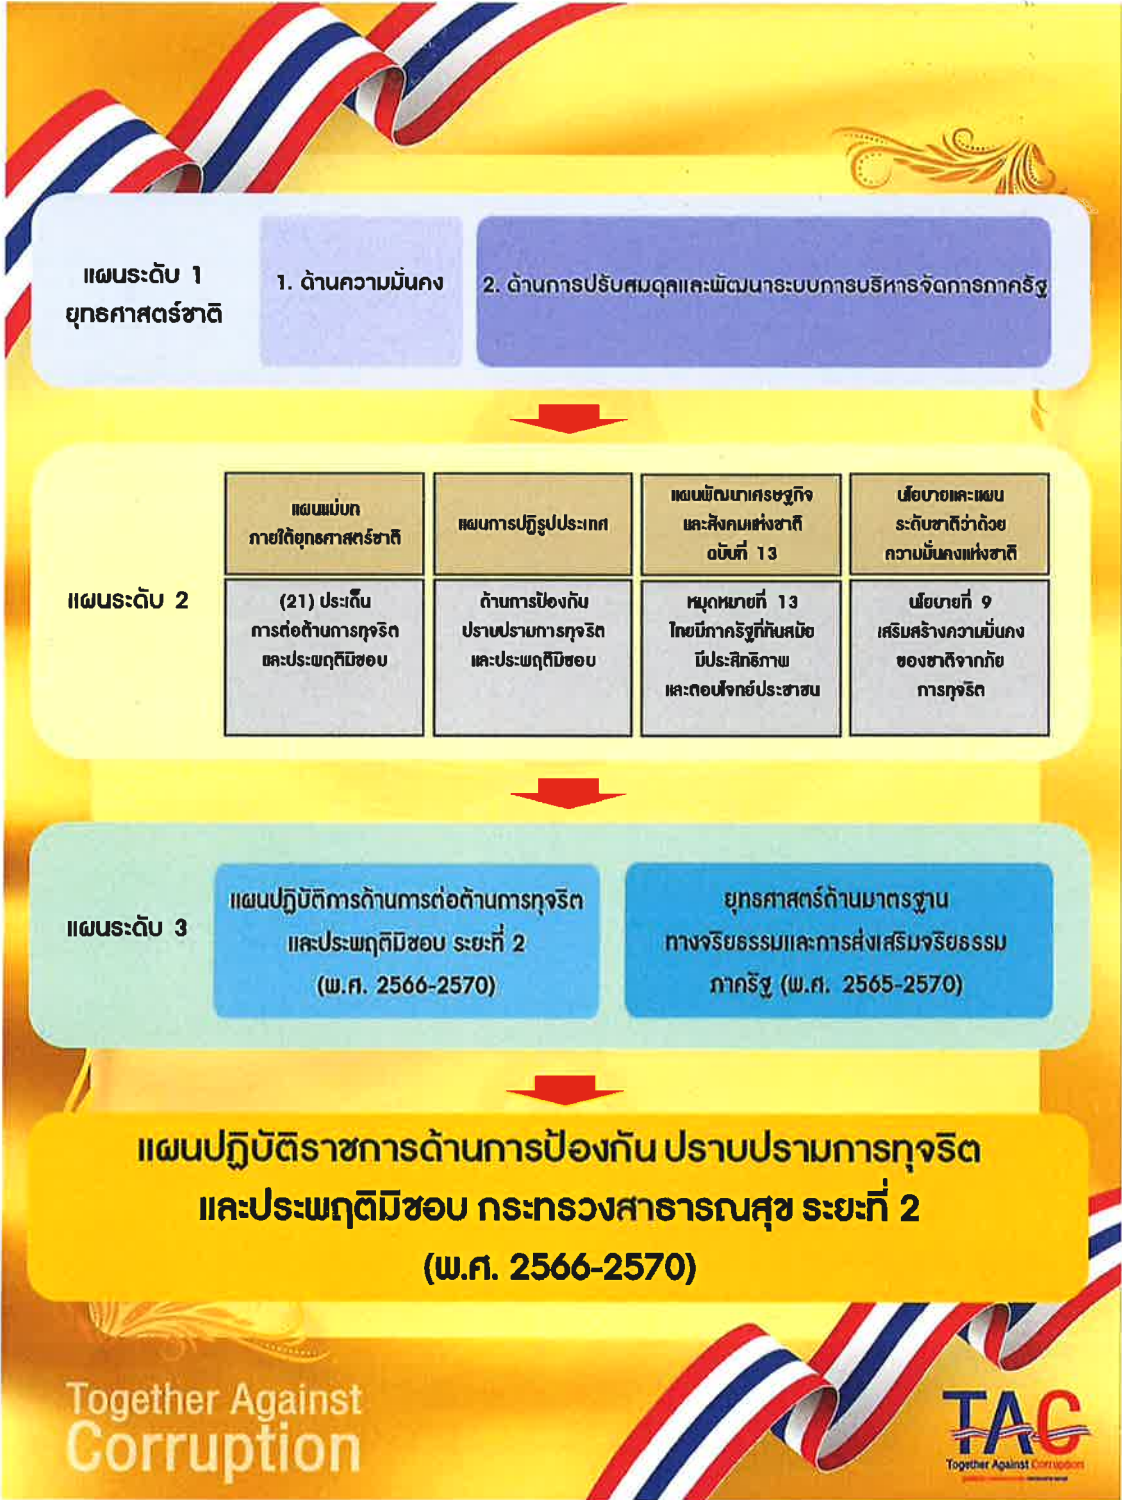 แผนระดับ 1
ยุทธศาสตร์ชาติ
1. ด้านความมั่นคง
2. ด้านการปรับสมดุลและพัฒนาระบบการบริหารจัดการภาครัฐ
แผนระดับ 2
แผนแม่บท
ภายใต้ยุทธศาสตร์ชาติ
(21) ประเด็น
การต่อต้านการทุจริต
และประพฤติมิชอบ
แผนการปฏิรูปประเทศ
ด้านการป้องกัน
ปราบปรามการทุจริต
และประพฤติมิชอบ
แผนพัฒนาเศรษฐกิจ
และสังคมแห่งชาติ
ฉบับที่ 13
หมุดหมายที่ 13
ไทยมีภาครัฐที่ทันสมัย
มีประสิทธิภาพ
และตอบโจทย์ประชาชน
นโยบายและแผน
ระดับชาติว่าด้วย
ความมั่นคงแห่งชาติ
นโยบายที่ 9
เสริมสร้างความมั่นคง
ของชาติจากภัย
การทุจริต
แผนระดับ 3
แผนปฏิบัติการด้านการต่อต้านการทุจริต
และประพฤติมิชอบ ระยะที่ 2
(พ.ศ. 2566-2570)
ยุทธศาสตร์ด้านมาตรฐาน
ทางจริยธรรมและการส่งเสริมจริยธรรม
ภาครัฐ (พ.ศ. 2565-2570)
แผนปฏิบัติราชการด้านการป้องกัน ปราบปรามการทุจริต
และประพฤติมิชอบ กระทรวงสาธารณสุข ระยะที่ 2
(พ.ศ. 2566-2570)
Together Against
Corruption
TAC
Together Against Corruption